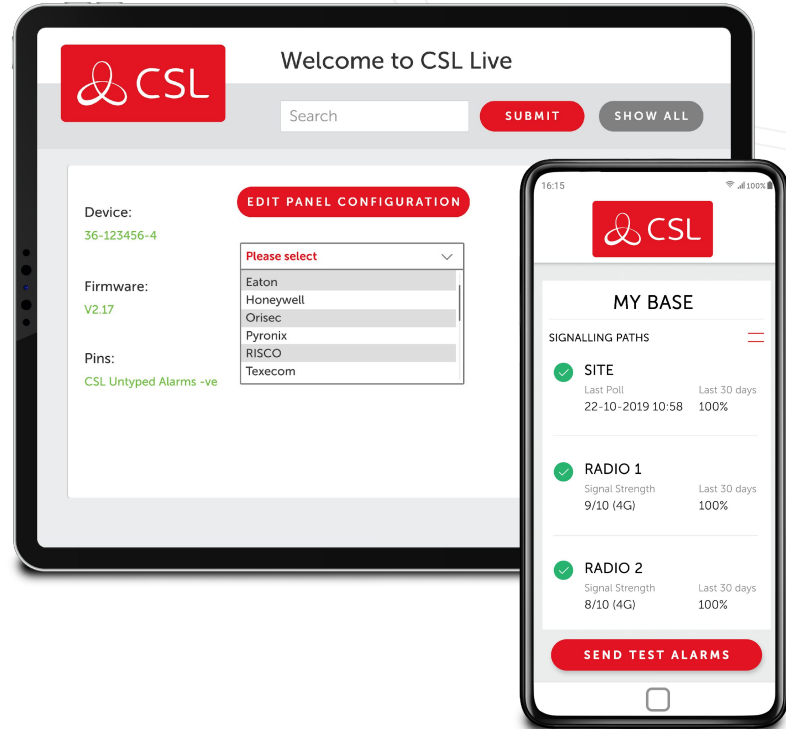 CSL
Welcome to CSL Live
Search
SUBMIT
SHOW ALL
Device:
36-123456-4
Firmware:
V2.17
Pins:
CSL Untyped Alarms -ve
EDIT PANEL CONFIGURATION
Please select
Eaton
Honeywell
Orisec
Pyronix
RISCO
Texecom
16:15 100%
CSL
MY BASE
SIGNALLING PATHS
SITE
Last Poll Last 30 days
22-10-2019 10:58 100%
RADIO 1
Signal Strength Last 30 days
9/10 (4G) 100%
RADIO 2
Signal Strength Last 30 days
8/10 (4G) 100%
SEND TEST ALARMS